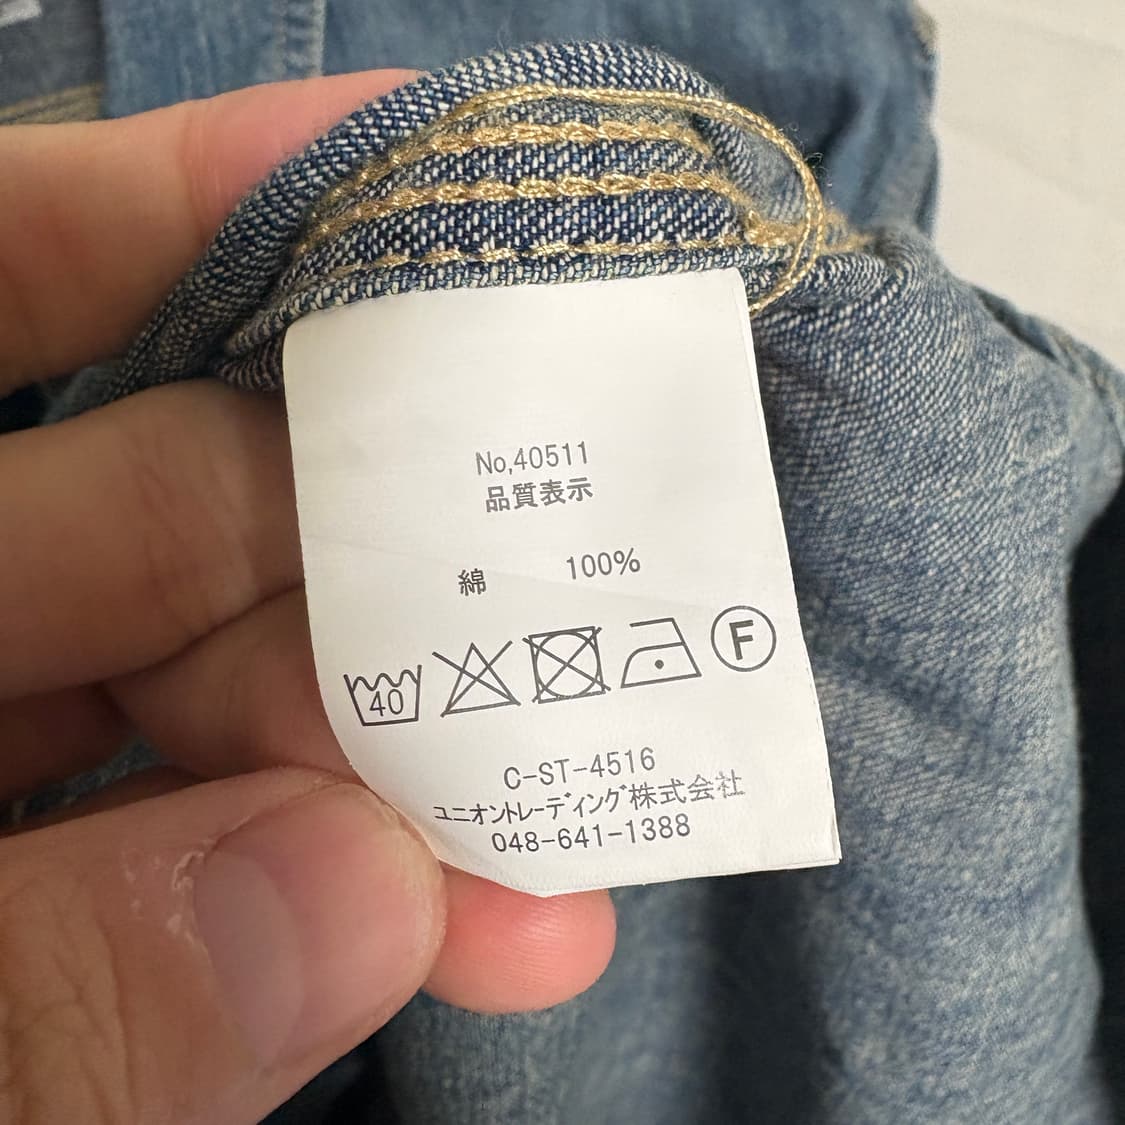 No,40511
品質表示
綿 100%
40 F
C-ST-4516
ユニオントレーディング株式会社
048-641-1388